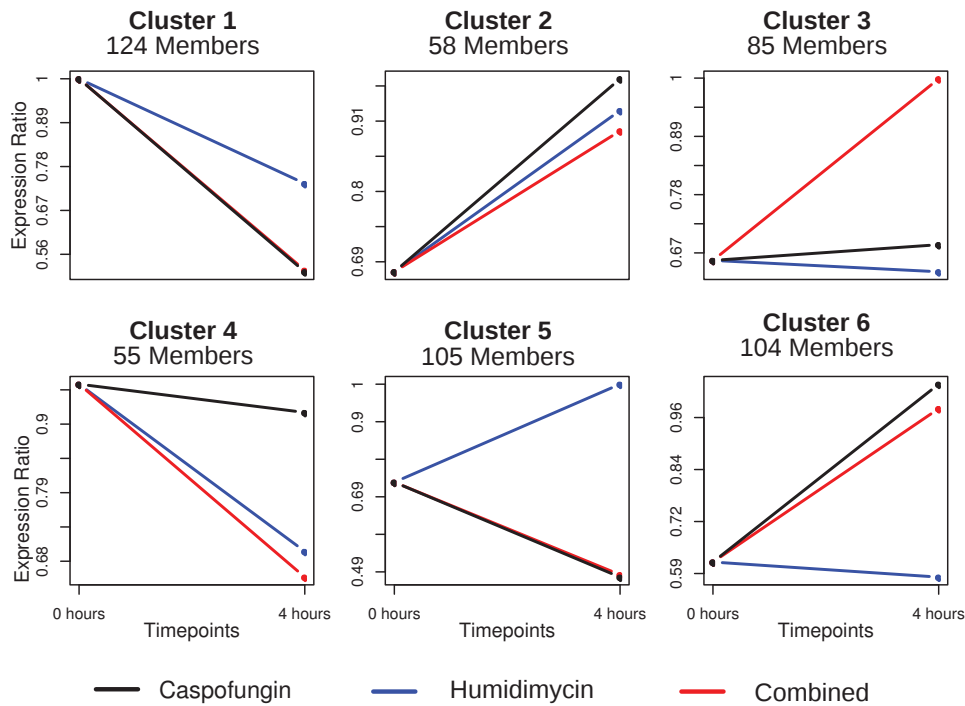 Cluster 1
124 Members
Cluster 2
58 Members
Cluster 3
85 Members
Expression Ratio
1
0.89
0.78
0.67
0.56
0.91
0.8
0.69
1
0.89
0.78
0.67
Cluster 4
55 Members
Cluster 5
105 Members
Cluster 6
104 Members
Expression Ratio
0.9
0.79
0.68
1
0.9
0.69
0.49
0.96
0.84
0.72
0.59
0 hours
4 hours
Timepoints
0 hours
4 hours
Timepoints
0 hours
4 hours
Timepoints
Caspofungin
Humidimycin
Combined